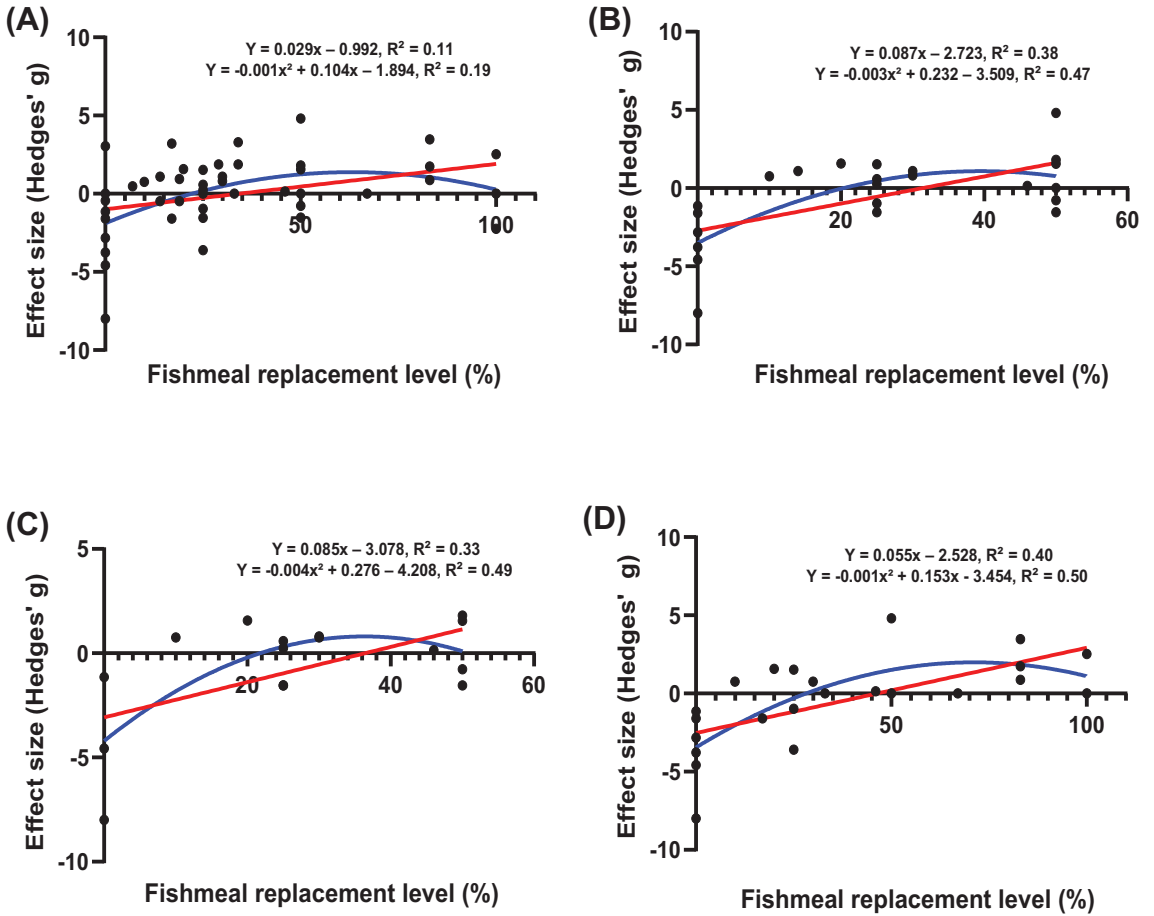 (A)
Y = 0.029x – 0.992, R² = 0.11
Y = -0.001x² + 0.104x – 1.894, R² = 0.19
10
5
0
-5
-10
50
100
Effect size (Hedges' g)
Fishmeal replacement level (%)
(B)
Y = 0.087x – 2.723, R² = 0.38
Y = -0.003x² + 0.232 – 3.509, R² = 0.47
10
5
0
-5
-10
20
40
60
Effect size (Hedges' g)
Fishmeal replacement level (%)
(C)
Y = 0.085x – 3.078, R² = 0.33
Y = -0.004x² + 0.276 – 4.208, R² = 0.49
5
0
-5
-10
20
40
60
Effect size (Hedges' g)
Fishmeal replacement level (%)
(D)
Y = 0.055x – 2.528, R² = 0.40
Y = -0.001x² + 0.153x - 3.454, R² = 0.50
10
5
0
-5
-10
50
100
Effect size (Hedges' g)
Fishmeal replacement level (%)